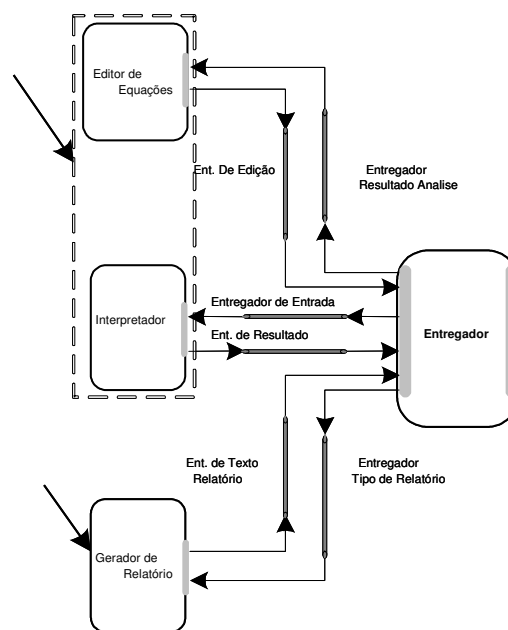 Editor de
Equações
Ent. De Edição
Entregador
Resultado Analise
Entregador de Entrada
Interpretador
Ent. de Resultado
Entregador
Ent. de Texto
Relatório
Entregador
Tipo de Relatório
Gerador de
Relatório